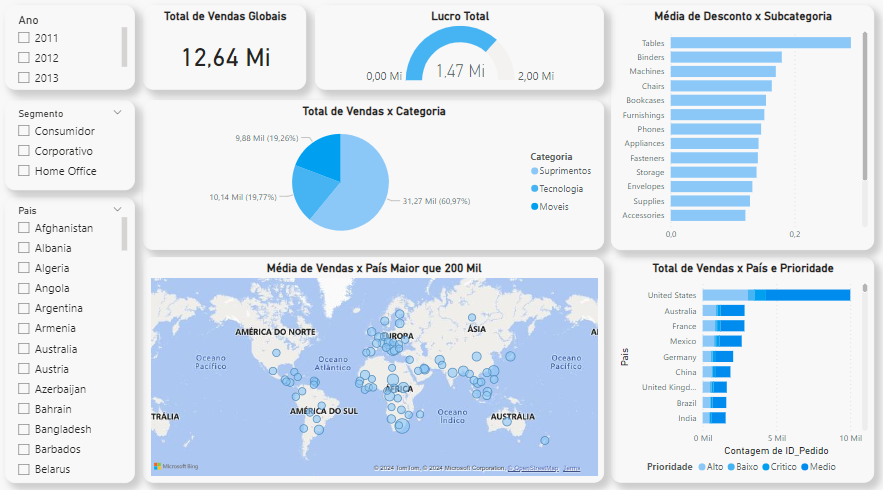 Ano
2011
2012
2013
Segmento
Consumidor
Corporativo
Home Office
Pais
Afghanistan
Albania
Algeria
Angola
Argentina
Armenia
Australia
Austria
Azerbaijan
Bahrain
Bangladesh
Barbados
Belarus
Total de Vendas Globais
12,64 Mi
Lucro Total
0,00 Mi
1,47 Mi
2,00 Mi
Total de Vendas x Categoria
9,88 Mil (19,26%)
10,14 Mil (19,77%)
31,27 Mil (60,97%)
Categoria
Suprimentos
Tecnologia
Moveis
Média de Vendas x País Maior que 200 Mil
AMÉRICA DO NORTE
EUROPA
ÁSIA
Oceano
Pacífico
Oceano
Atlântico
Oceano
Pacífico
ÁFRICA
AMÉRICA DO SUL
Oceano
Índico
TRÁLIA
AUSTRÁLIA
Microsoft Bing
© 2024 TomTom, © 2024 Microsoft Corporation, © OpenStreetMap Terms
Média de Desconto x Subcategoria
Tables
Binders
Machines
Chairs
Bookcases
Furnishings
Phones
Appliances
Fasteners
Storage
Envelopes
Supplies
Accessories
0,0
0,2
Total de Vendas x País e Prioridade
País
United States
Australia
France
Mexico
Germany
China
United Kingd...
Brazil
India
0 Mil
5 Mil
10 Mil
Contagem de ID_Pedido
Prioridade
Alto
Baixo
Critico
Medio